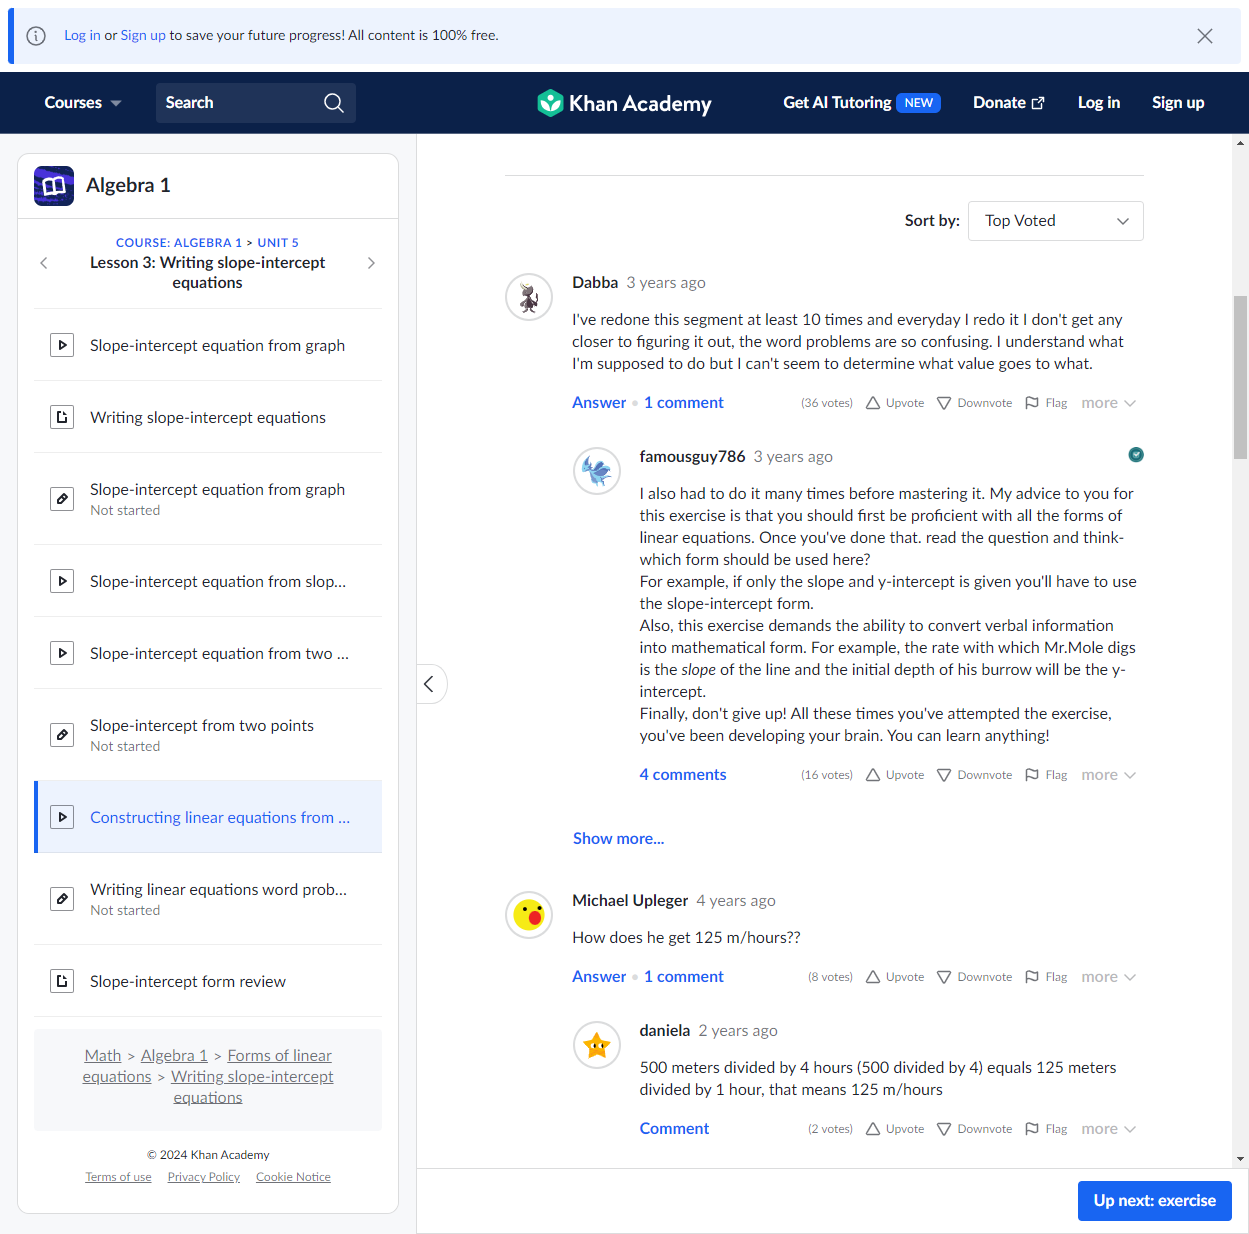 Log in or Sign up to save your future progress! All content is 100% free.
Courses
Search
Khan Academy
Get AI Tutoring NEW
Donate
Log in
Sign up
Algebra 1
COURSE: ALGEBRA 1 > UNIT 5
Lesson 3: Writing slope-intercept
equations
Slope-intercept equation from graph
Writing slope-intercept equations
Slope-intercept equation from graph
Not started
Slope-intercept equation from slop...
Slope-intercept equation from two ...
Slope-intercept from two points
Not started
Constructing linear equations from ...
Writing linear equations word prob...
Not started
Slope-intercept form review
Math > Algebra 1 > Forms of linear
equations > Writing slope-intercept
equations
© 2024 Khan Academy
Terms of use Privacy Policy Cookie Notice
Sort by: Top Voted
Dabba 3 years ago
I've redone this segment at least 10 times and everyday I redo it I don't get any
closer to figuring it out, the word problems are so confusing. I understand what
I'm supposed to do but I can't seem to determine what value goes to what.
Answer • 1 comment (36 votes) Upvote Downvote Flag more
famousguy786 3 years ago
I also had to do it many times before mastering it. My advice to you for
this exercise is that you should first be proficient with all the forms of
linear equations. Once you've done that. read the question and think-
which form should be used here?
For example, if only the slope and y-intercept is given you'll have to use
the slope-intercept form.
Also, this exercise demands the ability to convert verbal information
into mathematical form. For example, the rate with which Mr.Mole digs
is the slope of the line and the initial depth of his burrow will be the y-
intercept.
Finally, don't give up! All these times you've attempted the exercise,
you've been developing your brain. You can learn anything!
4 comments (16 votes) Upvote Downvote Flag more
Show more...
Michael Upleger 4 years ago
How does he get 125 m/hours??
Answer • 1 comment (8 votes) Upvote Downvote Flag more
daniela 2 years ago
500 meters divided by 4 hours (500 divided by 4) equals 125 meters
divided by 1 hour, that means 125 m/hours
Comment (2 votes) Upvote Downvote Flag more
Up next: exercise